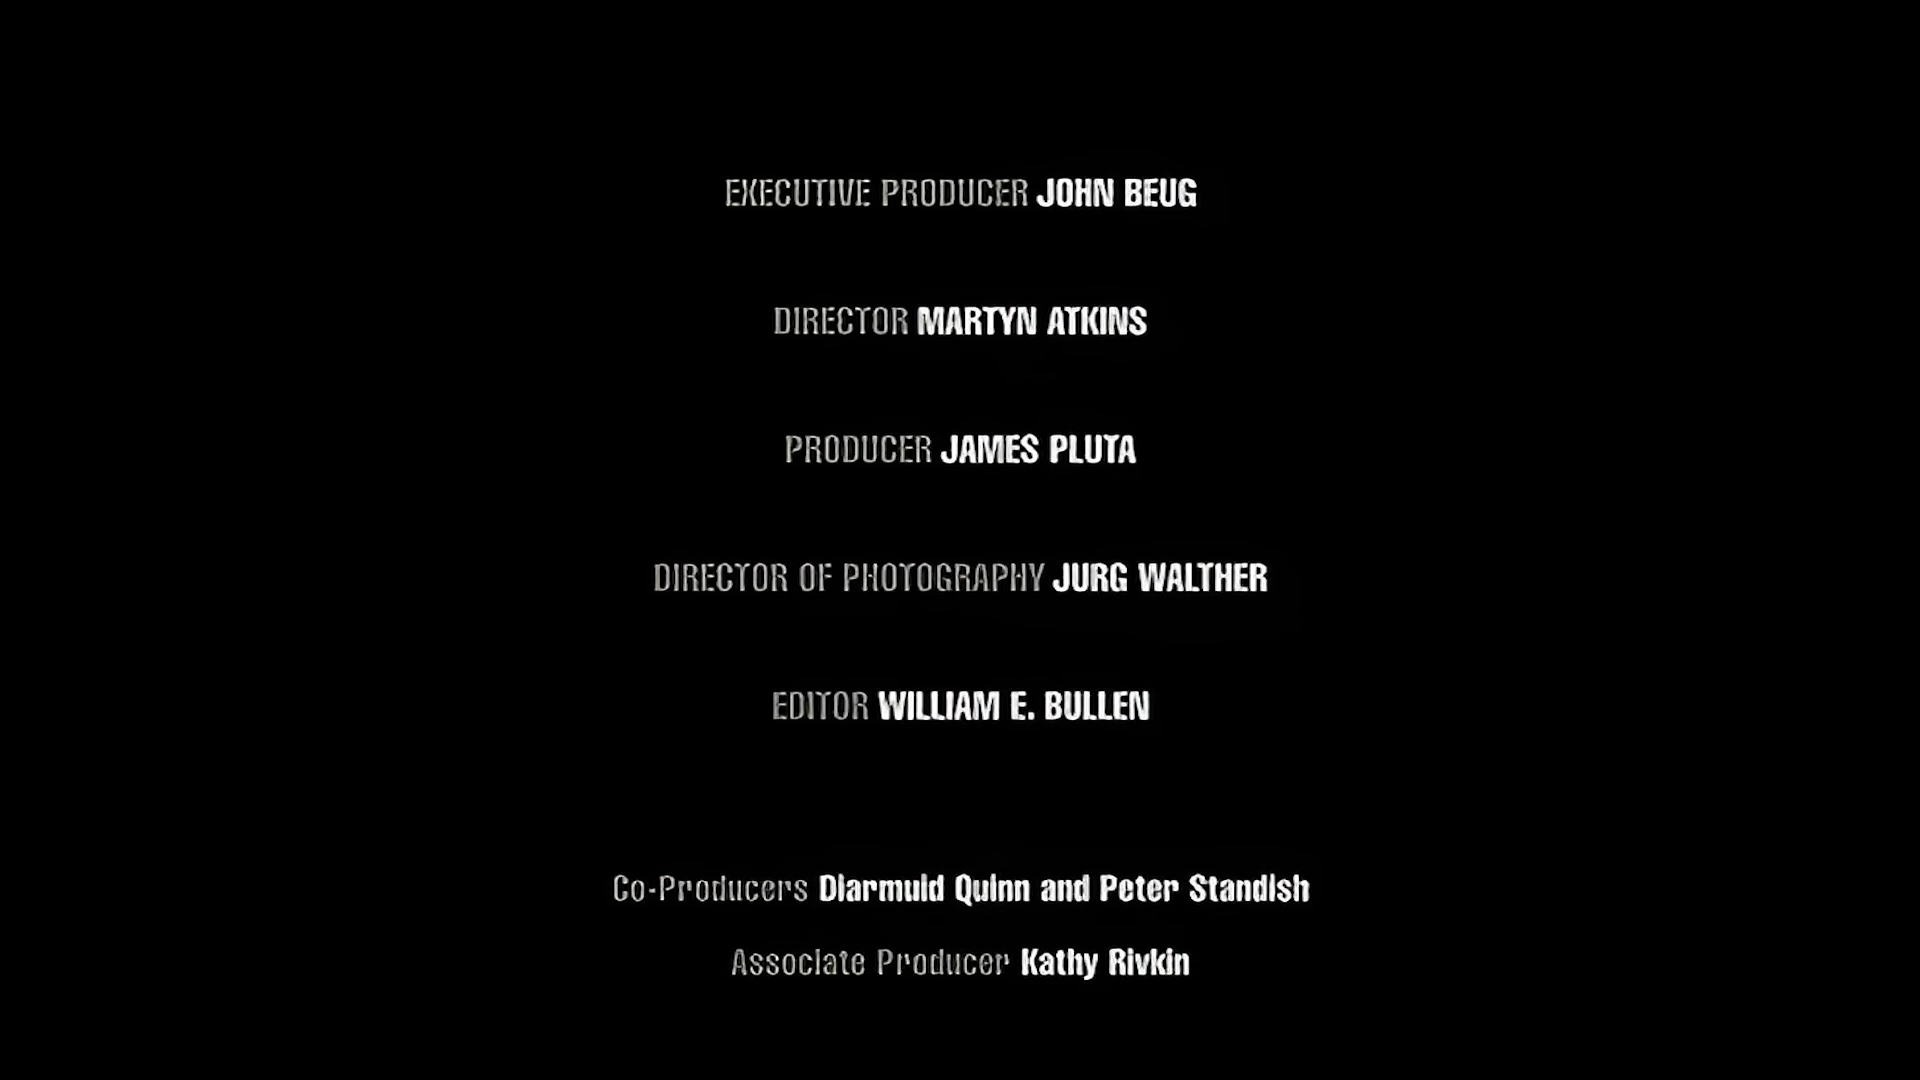 EXECUTIVE PRODUCER JOHN BEUG
DIRECTOR MARTYN ATKINS
PRODUCER JAMES PLUTA
DIRECTOR OF PHOTOGRAPHY JURG WALTHER
EDITOR WILLIAM E. BULLEN
Co-Producers Diarmuid Quinn and Peter Standish
Associate Producer Kathy Rivkin